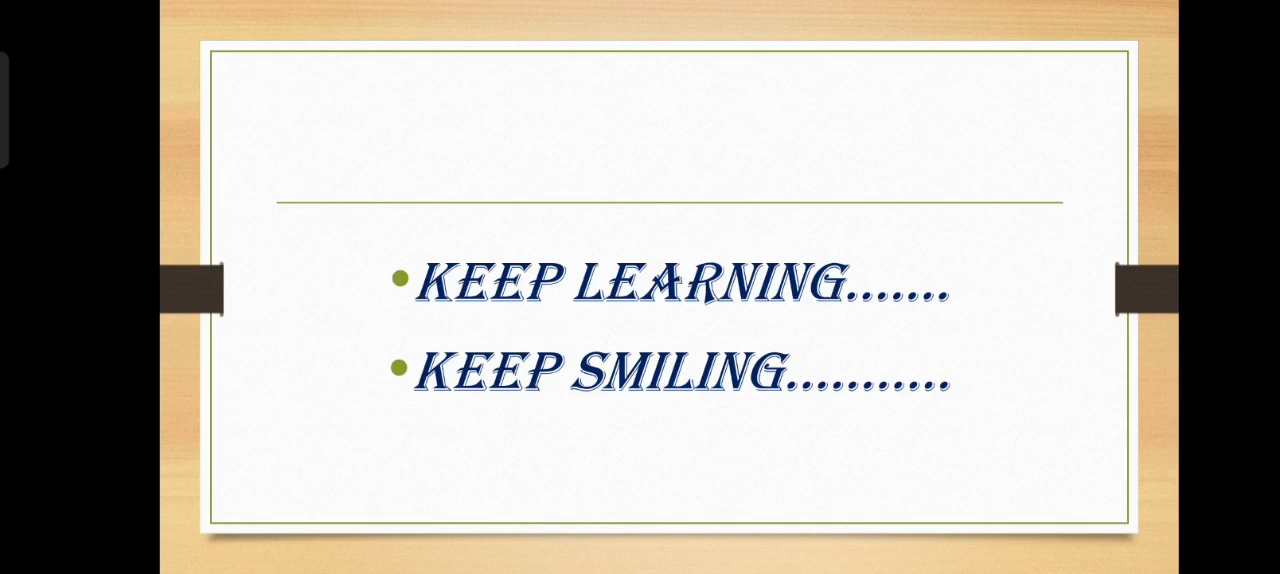 • KEEP LEARNING.......
• KEEP SMILING...........